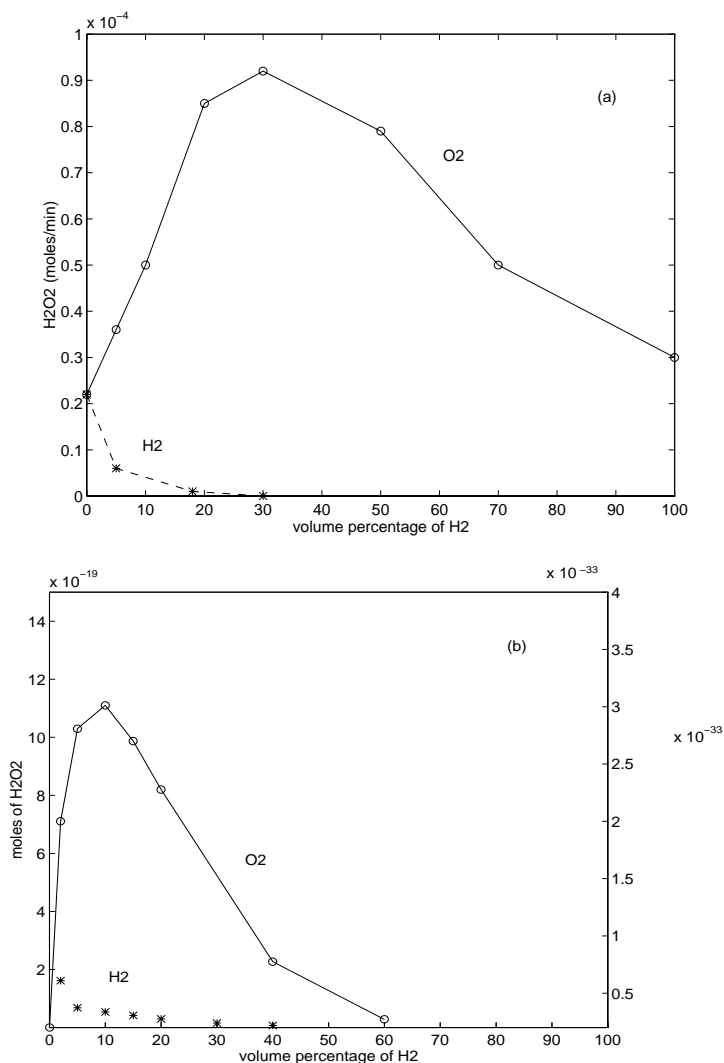 x 10^-4
1
0.9
(a)
0.8
O2
0.7
0.6
H2O2 (moles/min)
0.5
0.4
0.3
0.2
H2
0.1
0
0 10 20 30 40 50 60 70 80 90 100
volume percentage of H2
x 10^-19
x 10^-33
4
14
(b)
3.5
12
3
10
x 10^-33
2.5
moles of H2O2
8
2
O2
6
1.5
4
1
H2
2
0.5
0 10 20 30 40 50 60 70 80 90 100
volume percentage of H2